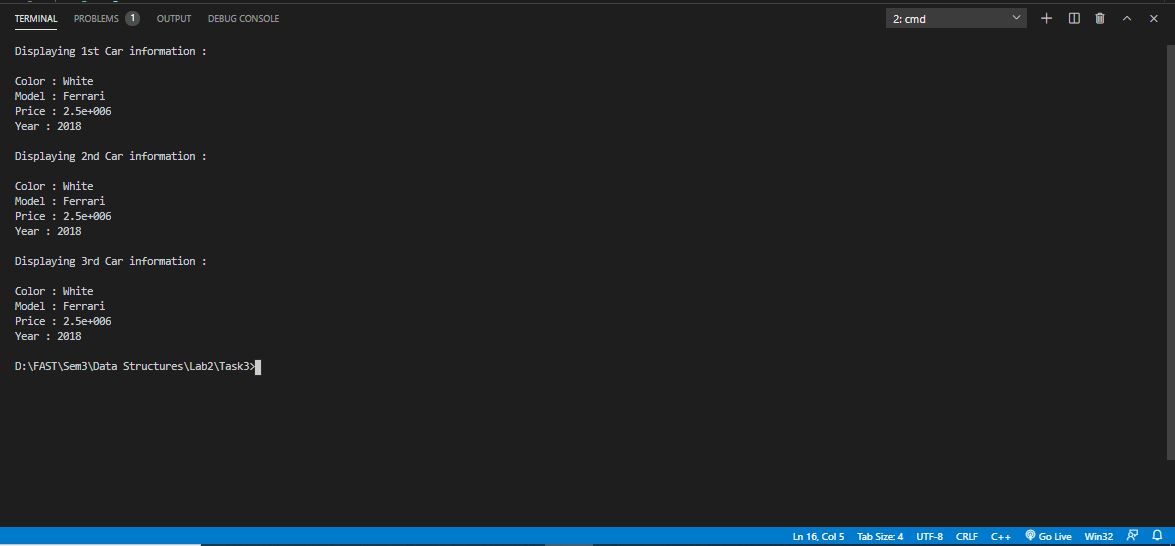 TERMINAL PROBLEMS 1 OUTPUT DEBUG CONSOLE 2: cmd
Displaying 1st Car information :
Color : White
Model : Ferrari
Price : 2.5e+006
Year : 2018
Displaying 2nd Car information :
Color : White
Model : Ferrari
Price : 2.5e+006
Year : 2018
Displaying 3rd Car information :
Color : White
Model : Ferrari
Price : 2.5e+006
Year : 2018
D:\FAST\Sem3\Data Structures\Lab2\Task3>
Ln 16, Col 5 Tab Size: 4 UTF-8 CRLF C++ Go Live Win32